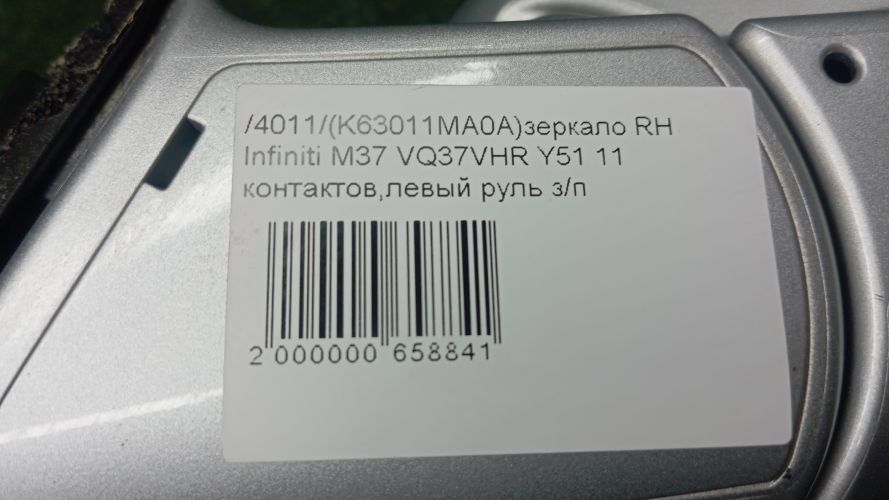 /4011/(K63011MA0A)зеркало RH
Infiniti M37 VQ37VHR Y51 11
контактов,левый руль з/п
2 000000 658841